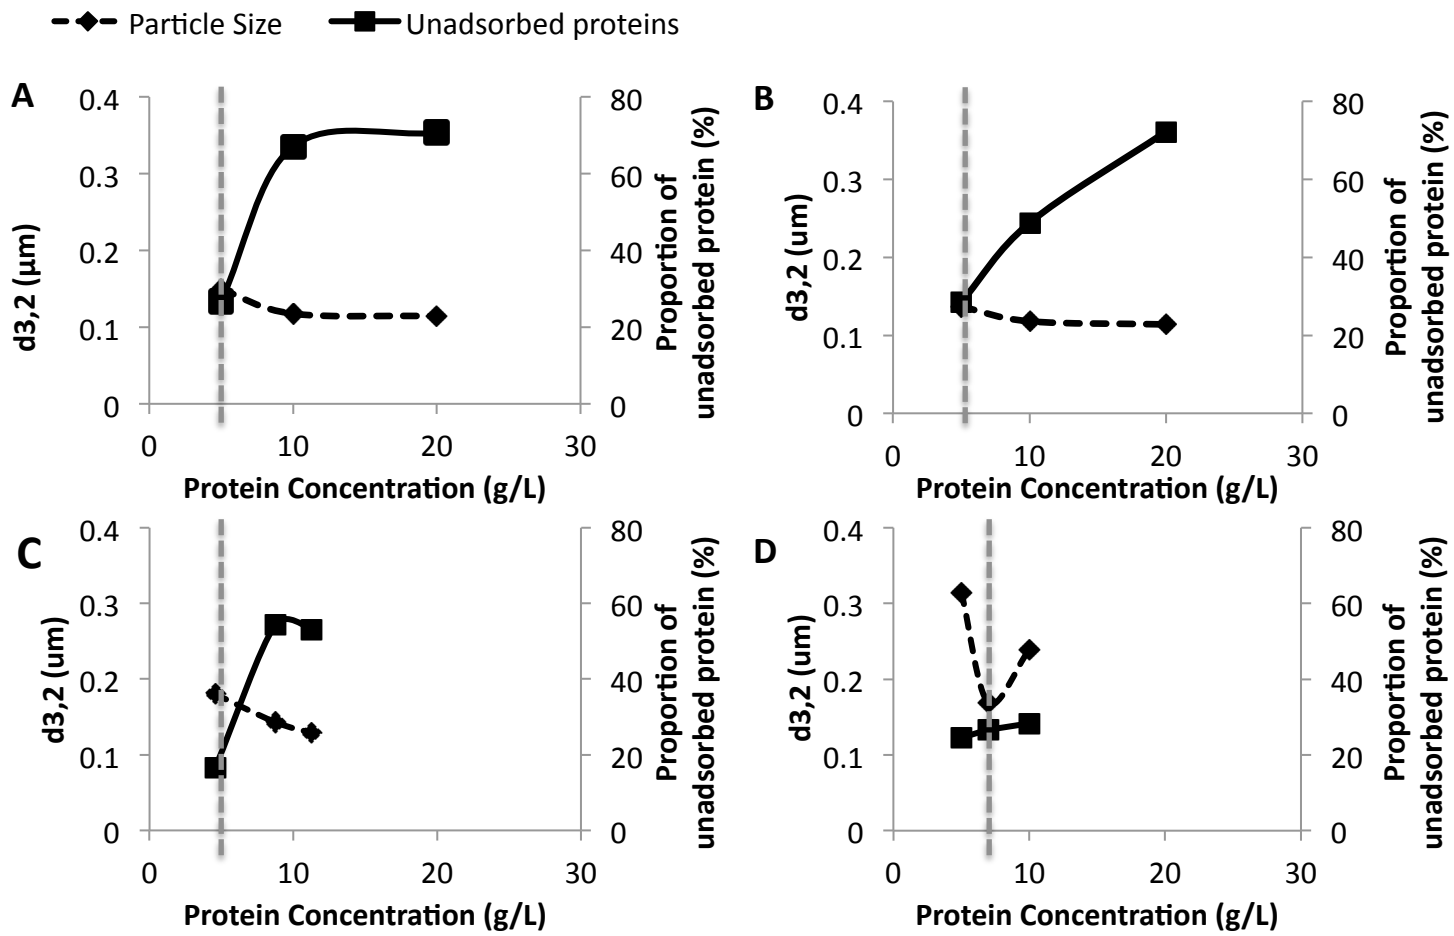 Particle Size Unadsorbed proteins
A
0.4
0.3
0.2
0.1
0
d3,2 (µm)
80
60
40
20
0
Proportion of
unadsorbed protein (%)
0 10 20 30
Protein Concentration (g/L)
B
0.4
0.3
0.2
0.1
0
d3,2 (um)
80
60
40
20
0
Proportion of
unadsorbed protein (%)
0 10 20 30
Protein Concentration (g/L)
C
0.4
0.3
0.2
0.1
0
d3,2 (um)
80
60
40
20
0
Proportion of
unadsorbed protein (%)
0 10 20 30
Protein Concentration (g/L)
D
0.4
0.3
0.2
0.1
0
d3,2 (um)
80
60
40
20
0
Proportion of
unadsorbed protein (%)
0 10 20 30
Protein Concentration (g/L)